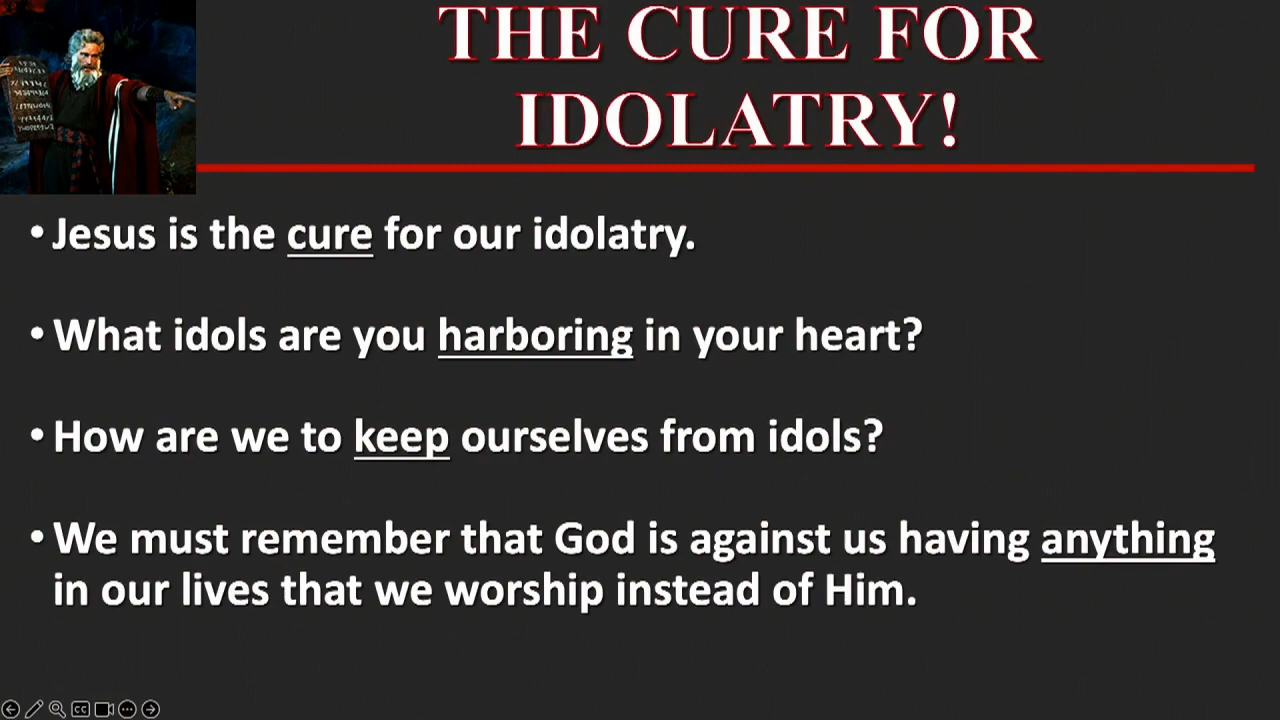 THE CURE FOR
IDOLATRY!
• Jesus is the cure for our idolatry.
• What idols are you harboring in your heart?
• How are we to keep ourselves from idols?
• We must remember that God is against us having anything
in our lives that we worship instead of Him.
CC